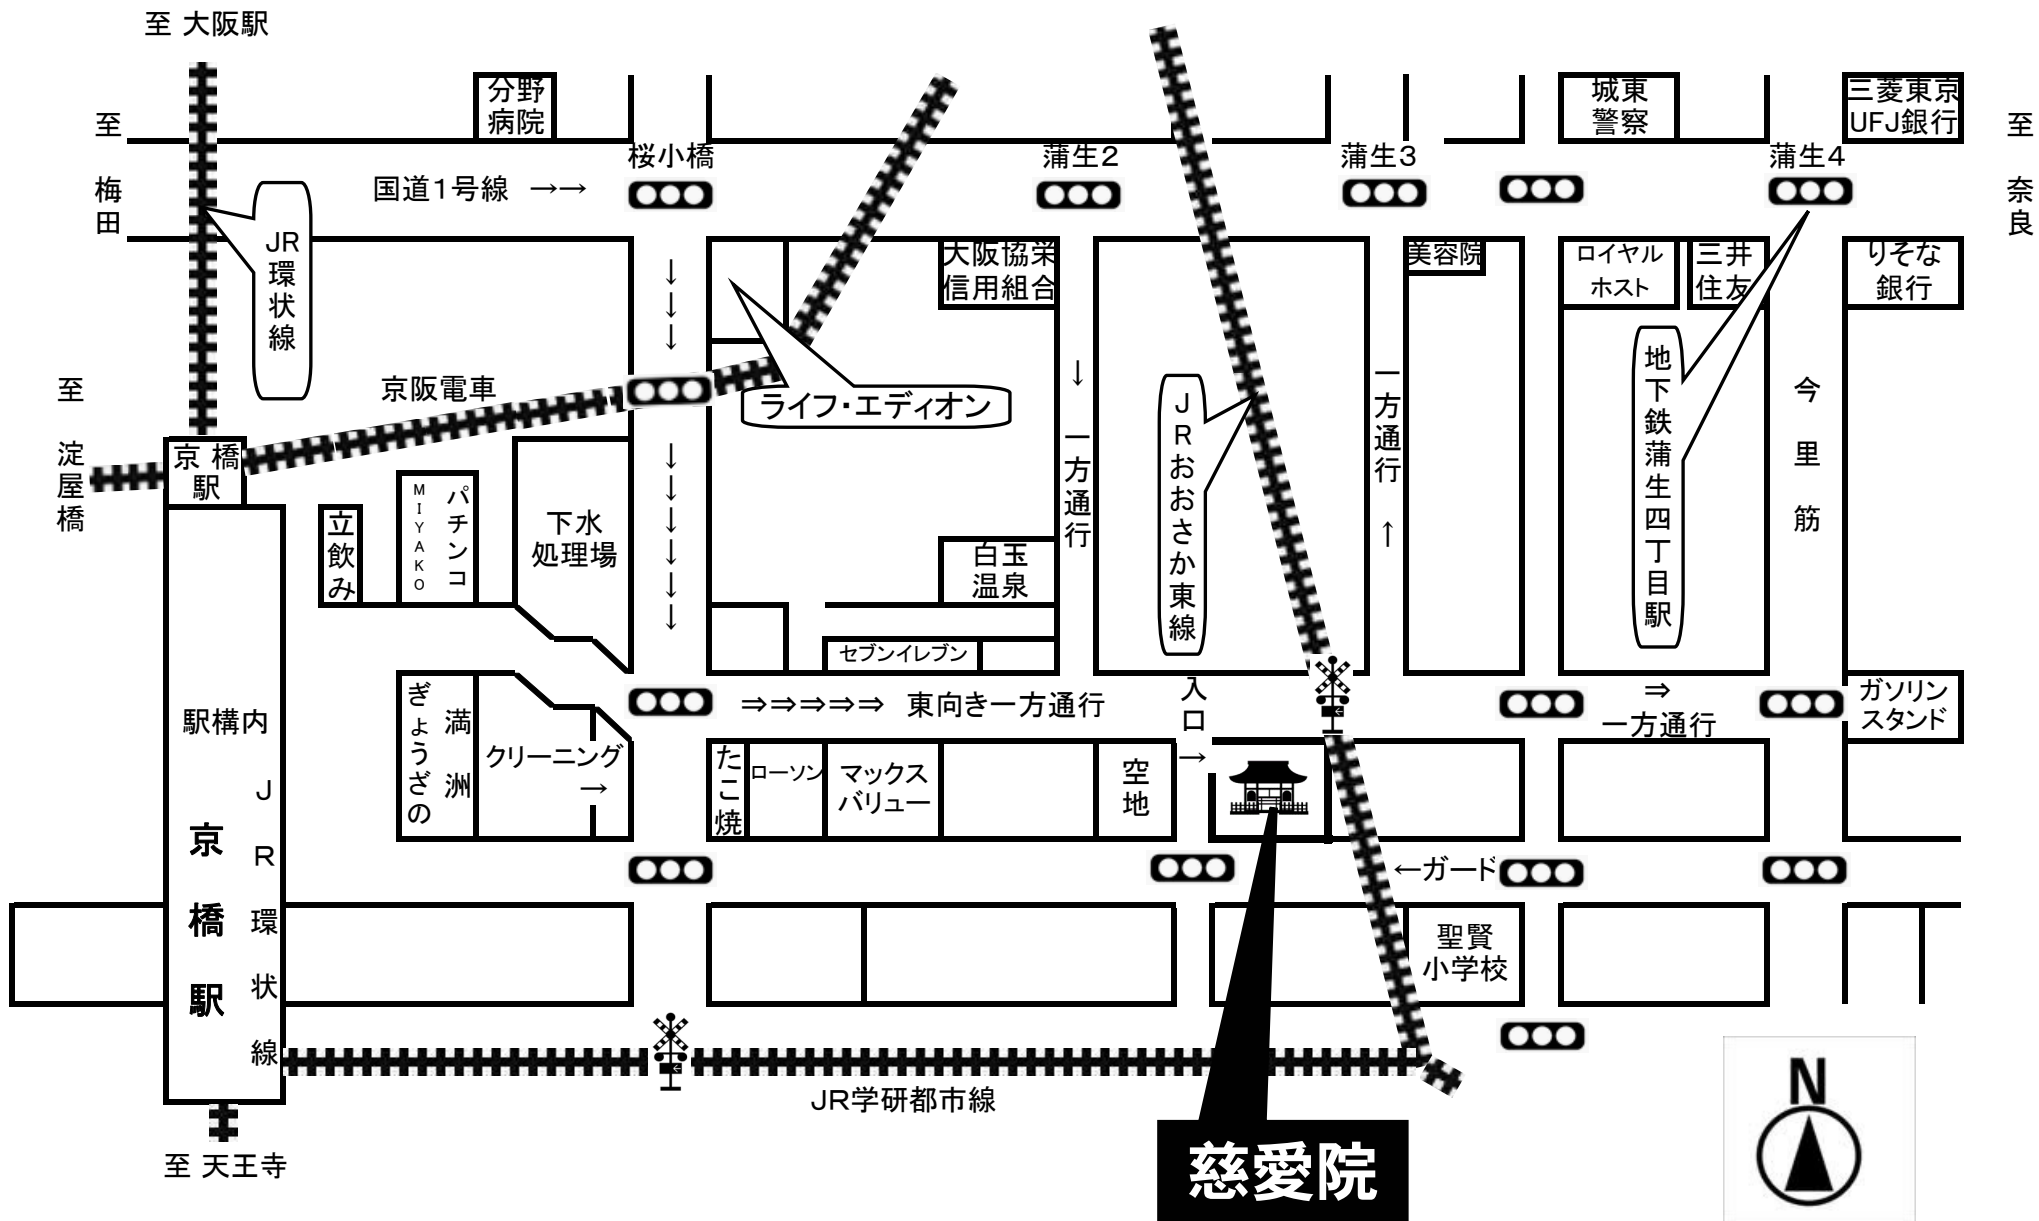 至 大阪駅
分野
病院
城東
警察
三菱東京
UFJ銀行
至 梅田
至 奈良
桜小橋
蒲生2
蒲生3
蒲生4
国道1号線 →→
JR環状線
大阪協栄
信用組合
美容院
ロイヤル
ホスト
三井
住友
りそな
銀行
↓↓↓
京阪電車
ライフ・エディオン
↓ 一方通行
JRおおさか東線
一方通行 ↑
地下鉄蒲生四丁目駅
今里筋
至 淀屋橋
京橋
駅
立飲み
パチンコ
MIYAKO
下水
処理場
↓↓↓↓↓↓
白玉
温泉
セブンイレブン
⇒⇒⇒⇒⇒ 東向き一方通行
入口
→
⇒
一方通行
ガソリン
スタンド
駅構内
ぎょうざの
満洲
クリーニング
→
たこ焼
ローソン
マックス
バリュー
空地
←ガード
京橋駅
JR環状線
聖賢
小学校
JR学研都市線
至 天王寺
慈愛院
N